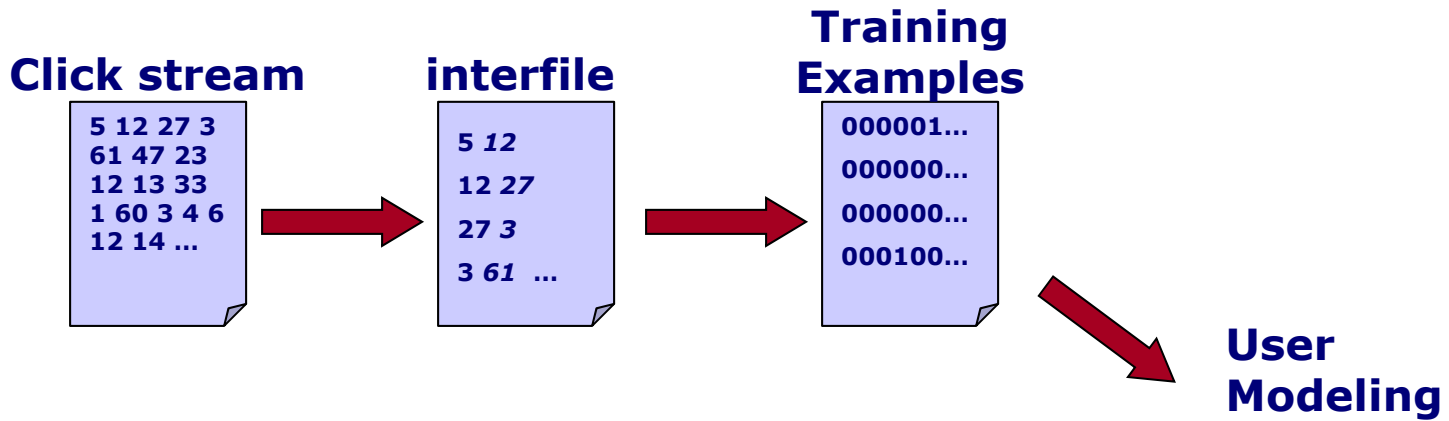 Click stream
5 12 27 3
61 47 23
12 13 33
1 60 3 4 6
12 14 ...
interfile
5 12
12 27
27 3
3 61 ...
Training
Examples
000001...
000000...
000000...
000100...
User
Modeling